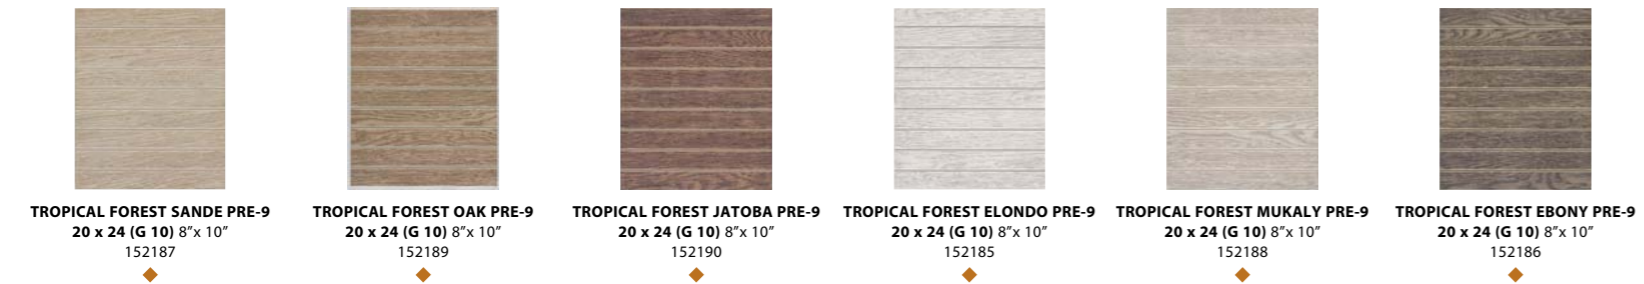 TROPICAL FOREST SANDE PRE-9
20 x 24 (G 10) 8”x 10”
152187
TROPICAL FOREST OAK PRE-9
20 x 24 (G 10) 8”x 10”
152189
TROPICAL FOREST JATOBA PRE-9
20 x 24 (G 10) 8”x 10”
152190
TROPICAL FOREST ELONDO PRE-9
20 x 24 (G 10) 8”x 10”
152185
TROPICAL FOREST MUKALY PRE-9
20 x 24 (G 10) 8”x 10”
152188
TROPICAL FOREST EBONY PRE-9
20 x 24 (G 10) 8”x 10”
152186